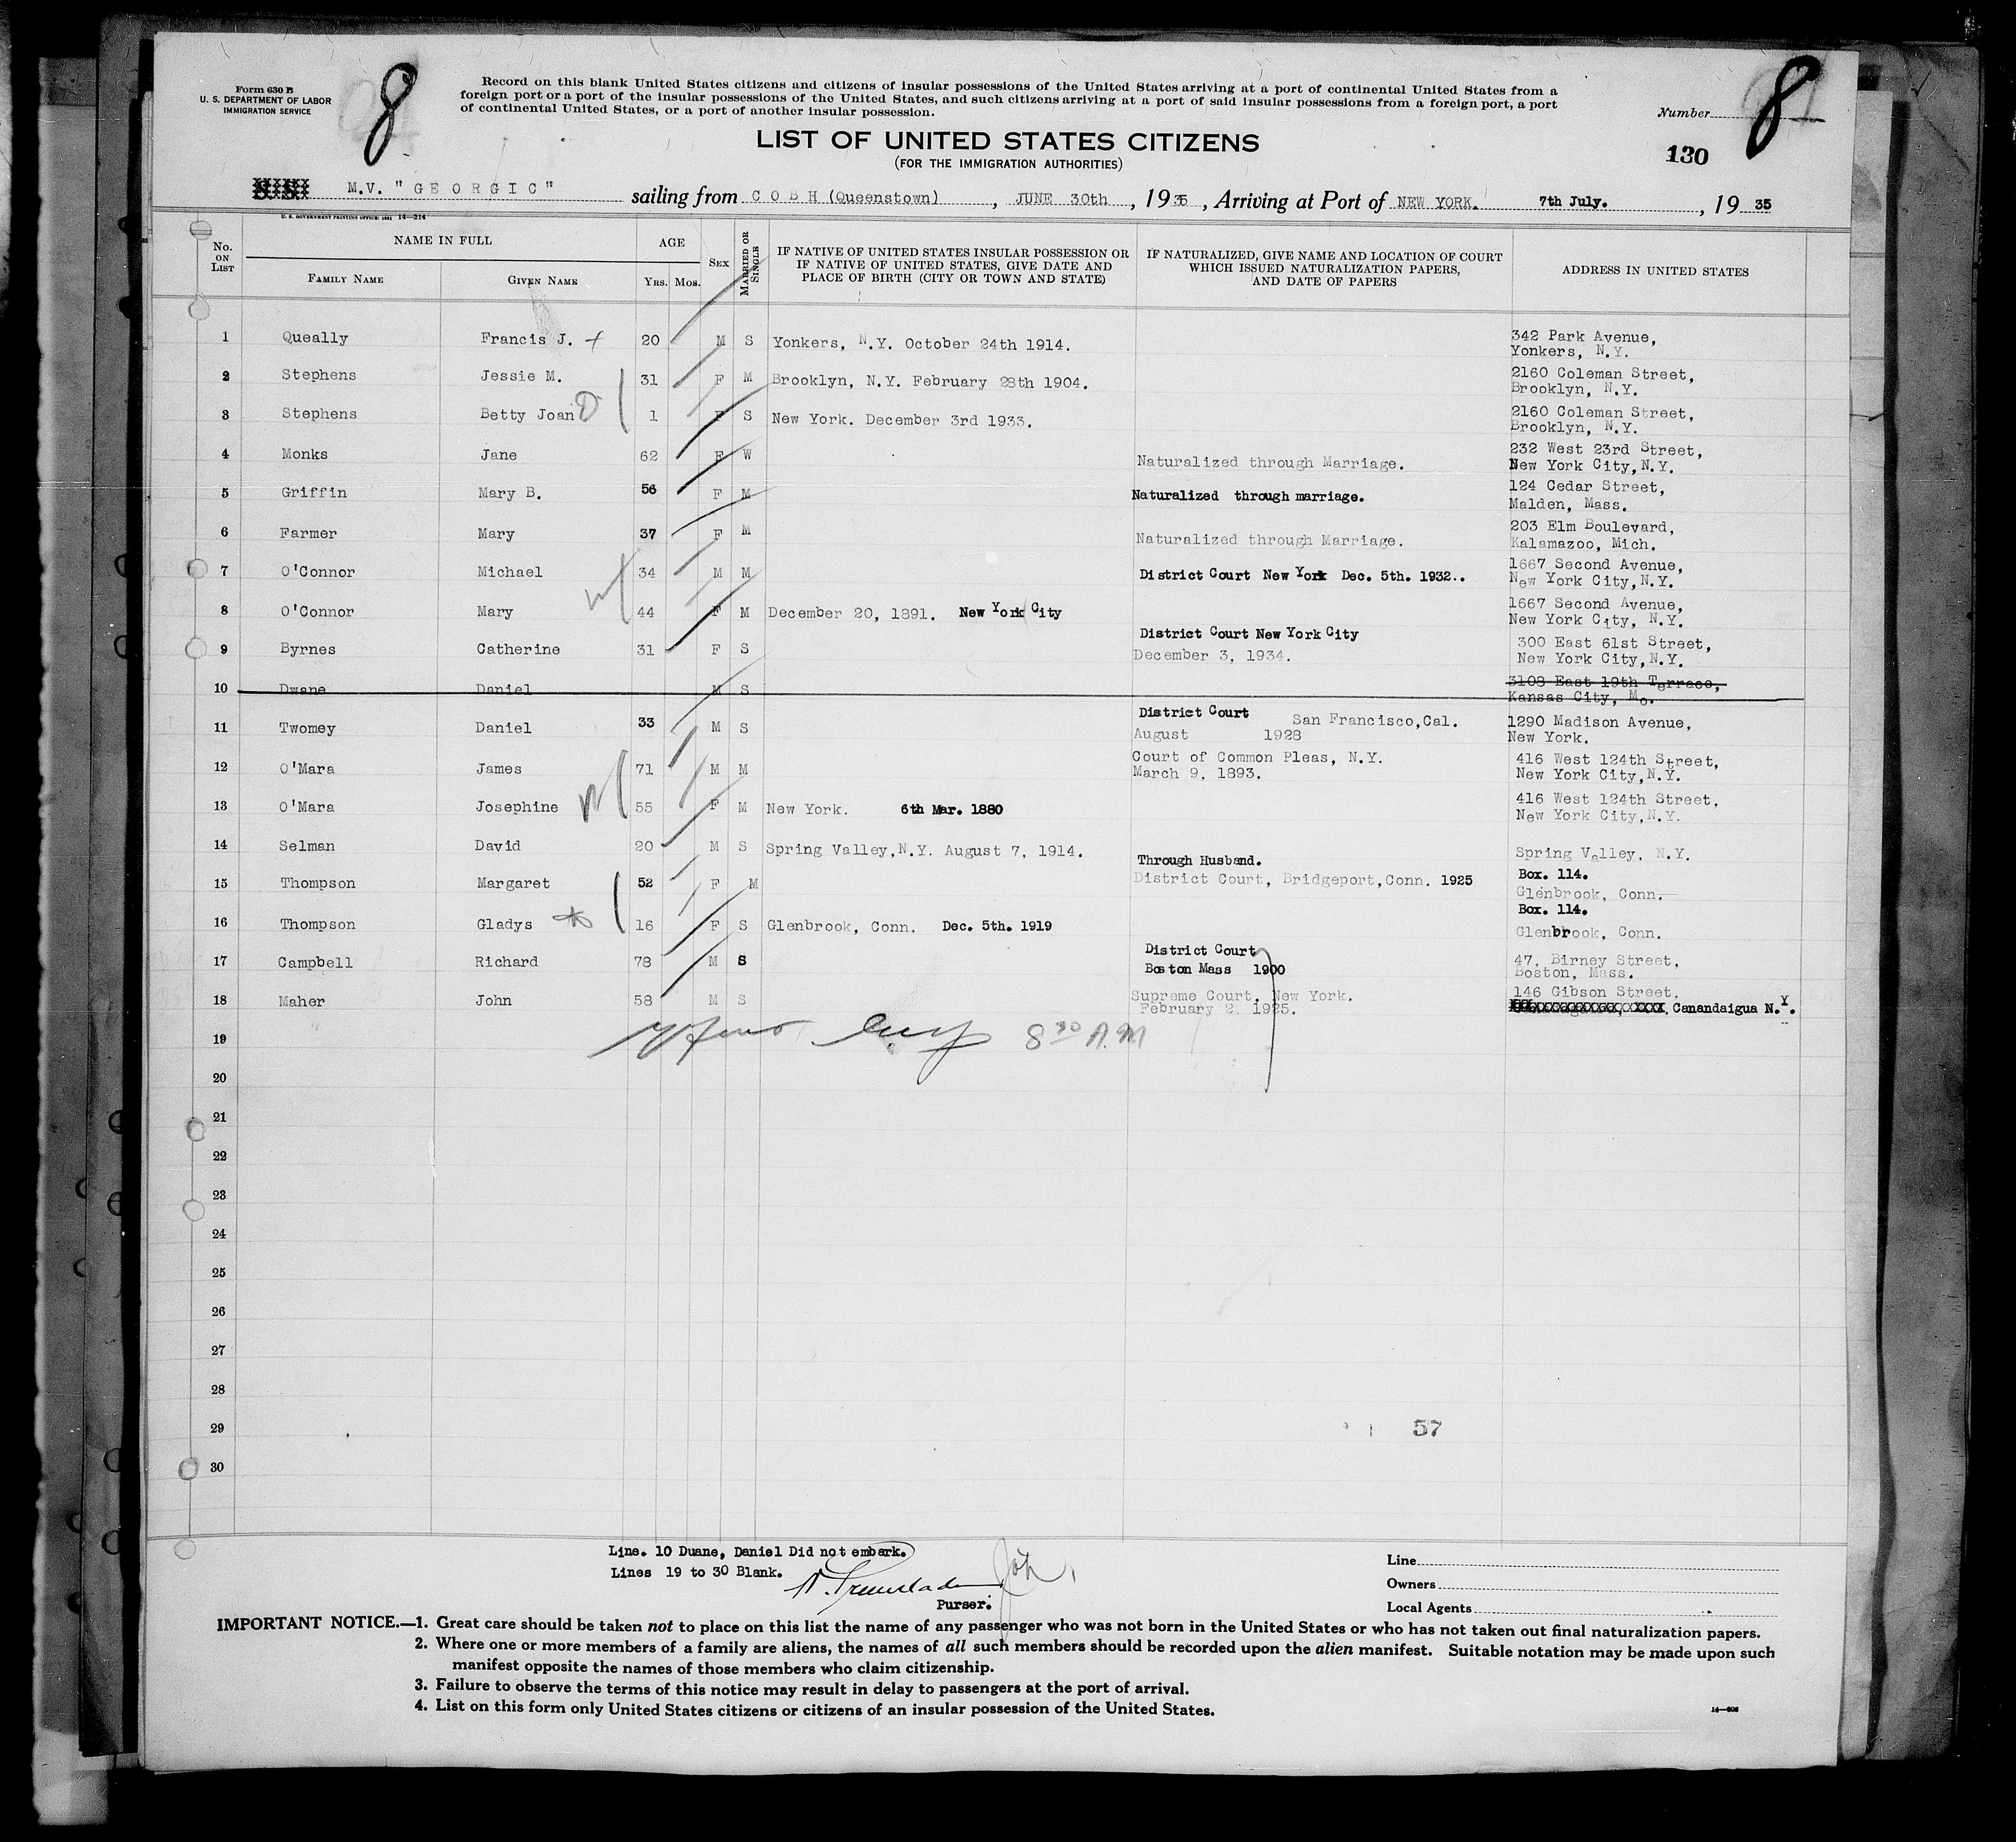 Form 630 B
U. S. DEPARTMENT OF LABOR
IMMIGRATION SERVICE
8
Record on this blank United States citizens and citizens of insular possessions of the United States arriving at a port of continental United States from a
foreign port or a port of the insular possessions of the United States, and such citizens arriving at a port of said insular possessions from a foreign port, a port
of continental United States, or a port of another insular possession.
Number 8
LIST OF UNITED STATES CITIZENS
(FOR THE IMMIGRATION AUTHORITIES)
130
S. S. M.V. "GEORGIC" sailing from COBH (Queenstown), JUNE 30th, 1935, Arriving at Port of NEW YORK. 7th July., 1935
U. S. GOVERNMENT PRINTING OFFICE: 1931 14—214
No. ON LIST
NAME IN FULL
FAMILY NAME
GIVEN NAME
AGE
YRS. MOS.
SEX
MARRIED OR SINGLE
IF NATIVE OF UNITED STATES INSULAR POSSESSION OR
IF NATIVE OF UNITED STATES, GIVE DATE AND
PLACE OF BIRTH (CITY OR TOWN AND STATE)
IF NATURALIZED, GIVE NAME AND LOCATION OF COURT
WHICH ISSUED NATURALIZATION PAPERS,
AND DATE OF PAPERS
ADDRESS IN UNITED STATES
1 Queally Francis J. 20 M S Yonkers, N.Y. October 24th 1914. 342 Park Avenue,
Yonkers, N.Y.
2 Stephens Jessie M. 31 F M Brooklyn, N.Y. February 28th 1904. 2160 Coleman Street,
Brooklyn, N.Y.
3 Stephens Betty Joan 1 F S New York. December 3rd 1933. 2160 Coleman Street,
Brooklyn, N.Y.
4 Monks Jane 62 F W Naturalized through Marriage. 232 West 23rd Street,
New York City, N.Y.
5 Griffin Mary B. 56 F M Naturalized through marriage. 124 Cedar Street,
Malden, Mass.
6 Farmer Mary 37 F M Naturalized through Marriage. 203 Elm Boulevard,
Kalamazoo, Mich.
7 O'Connor Michael 34 M M District Court New York Dec. 5th. 1932.. 1667 Second Avenue,
New York City, N.Y.
8 O'Connor Mary 44 F M December 20, 1891. New York City 1667 Second Avenue,
New York City, N.Y.
9 Byrnes Catherine 31 F S District Court New York City
December 3, 1934. 300 East 61st Street,
New York City, N.Y.
10 Dwane Daniel M S 3108 East 19th Terrace,
Kansas City, Mo.
11 Twomey Daniel 33 M S District Court San Francisco, Cal.
August 1928 1290 Madison Avenue,
New York.
12 O'Mara James 71 M M Court of Common Pleas, N.Y.
March 9, 1893. 416 West 124th Street,
New York City, N.Y.
13 O'Mara Josephine 55 F M New York. 6th Mar. 1880 416 West 124th Street,
New York City, N.Y.
14 Selman David 20 M S Spring Valley, N.Y. August 7, 1914. Spring Valley, N.Y.
15 Thompson Margaret 52 F M Through Husband.
District Court, Bridgeport, Conn. 1925 Box. 114.
Glenbrook, Conn.
16 Thompson Gladys 16 F S Glenbrook, Conn. Dec. 5th. 1919 Box. 114.
Glenbrook, Conn.
17 Campbell Richard 78 M S District Court
Boston Mass 1900 47, Birney Street,
Boston, Mass.
18 Maher John 58 M S Supreme Court, New York.
February 2, 1925. 146 Gibson Street,
Canandaigua N.Y.
19
8 30 A.M
20
21
22
23
24
25
26
27
28
29
57
30
Line. 10 Duane, Daniel Did not embark.
Lines 19 to 30 Blank.
Purser.
Line
Owners
Local Agents
IMPORTANT NOTICE.—1. Great care should be taken not to place on this list the name of any passenger who was not born in the United States or who has not taken out final naturalization papers.
2. Where one or more members of a family are aliens, the names of all such members should be recorded upon the alien manifest. Suitable notation may be made upon such
manifest opposite the names of those members who claim citizenship.
3. Failure to observe the terms of this notice may result in delay to passengers at the port of arrival.
4. List on this form only United States citizens or citizens of an insular possession of the United States.
14—606